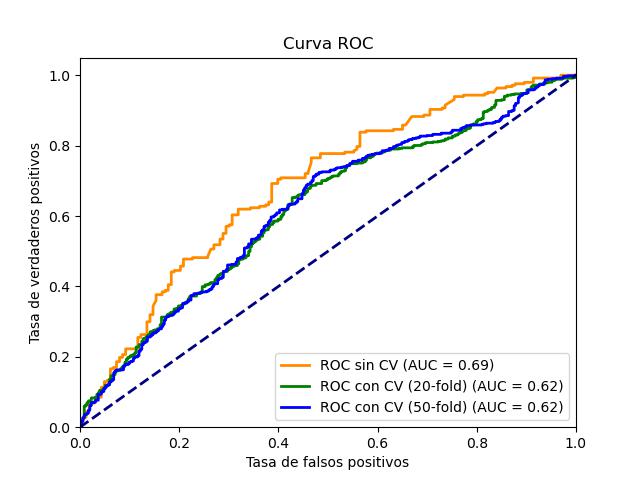 Curva ROC
1.0
0.8
0.6
0.4
0.2
0.0
Tasa de verdaderos positivos
ROC sin CV (AUC = 0.69)
ROC con CV (20-fold) (AUC = 0.62)
ROC con CV (50-fold) (AUC = 0.62)
0.0 0.2 0.4 0.6 0.8 1.0
Tasa de falsos positivos